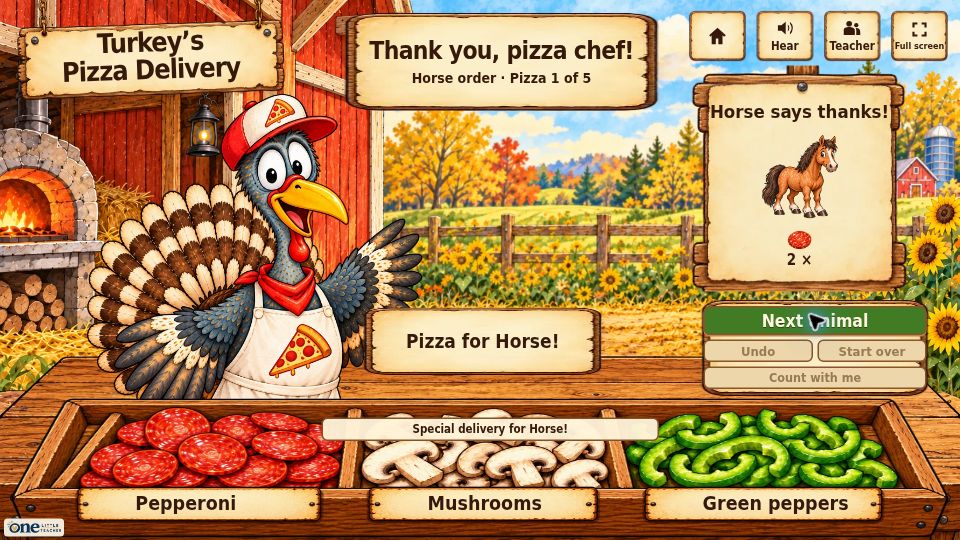 Turkey's
Pizza Delivery
Thank you, pizza chef!
Horse order · Pizza 1 of 5
Hear
Teacher
Full screen
Horse says thanks!
2 ×
Pizza for Horse!
Next Animal
Undo
Start over
Count with me
Special delivery for Horse!
Pepperoni
Mushrooms
Green peppers
one LITTLE
TEACHER